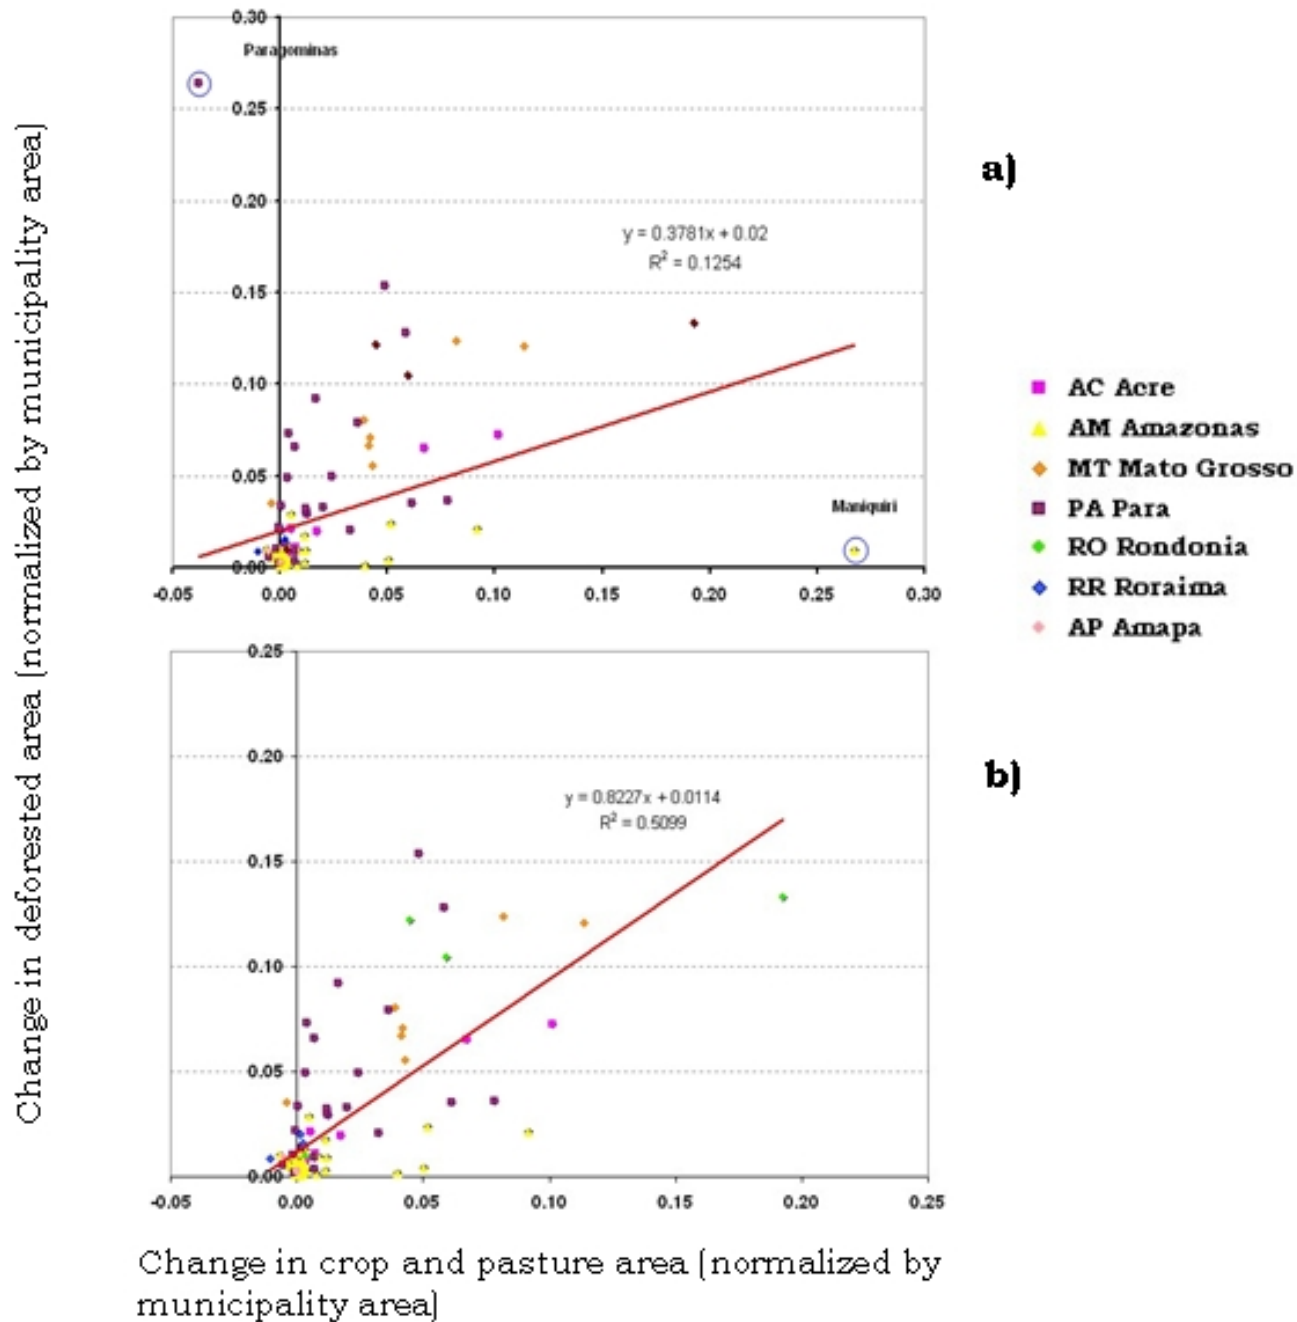 Change in deforested area (normalized by municipality area)
0.30
Paragominas
0.25
0.20
y = 0.3781x + 0.02
R² = 0.1254
0.15
0.10
0.05
Maniquiri
0.00
-0.05 0.00 0.05 0.10 0.15 0.20 0.25 0.30
a)
AC Acre
AM Amazonas
MT Mato Grosso
PA Para
RO Rondonia
RR Roraima
AP Amapa
0.25
0.20
b)
y = 0.8227x + 0.0114
R² = 0.5099
0.15
0.10
0.05
0.00
-0.05 0.00 0.05 0.10 0.15 0.20 0.25
Change in crop and pasture area (normalized by
municipality area)